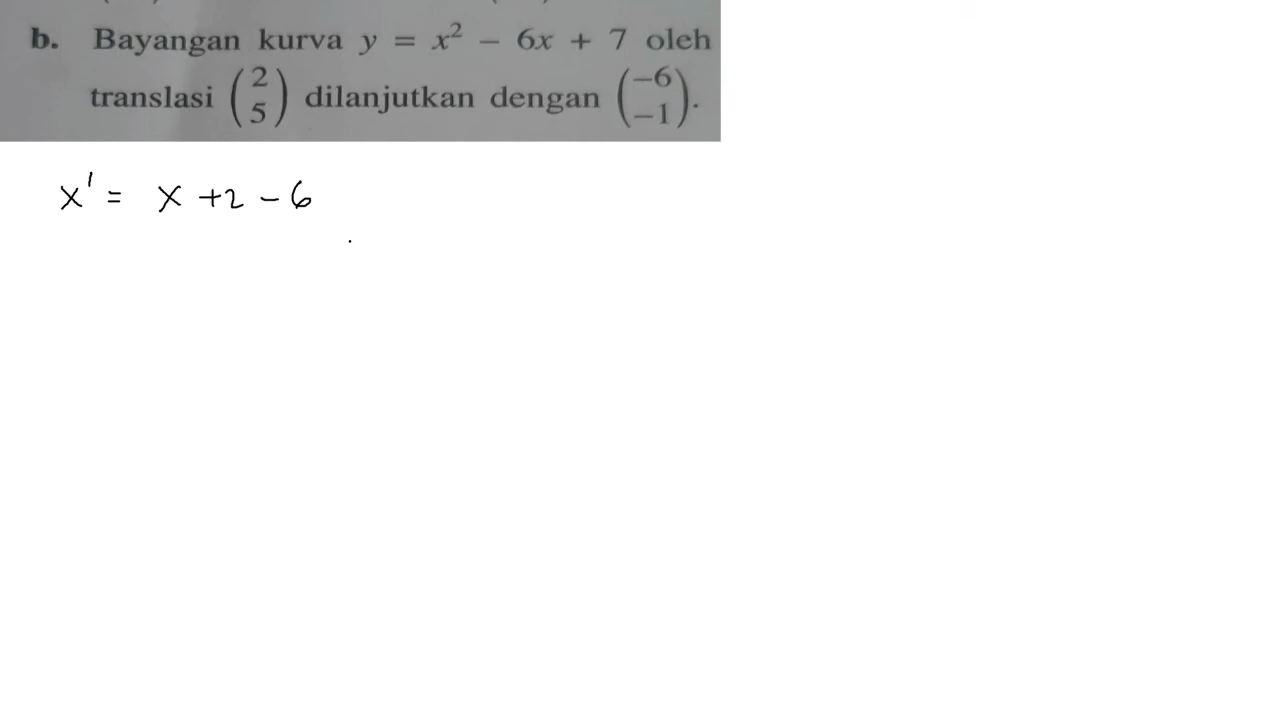 b. Bayangan kurva y = x² − 6x + 7 oleh
translasi (2 5) dilanjutkan dengan (−6 −1).
x' = x + 2 − 6